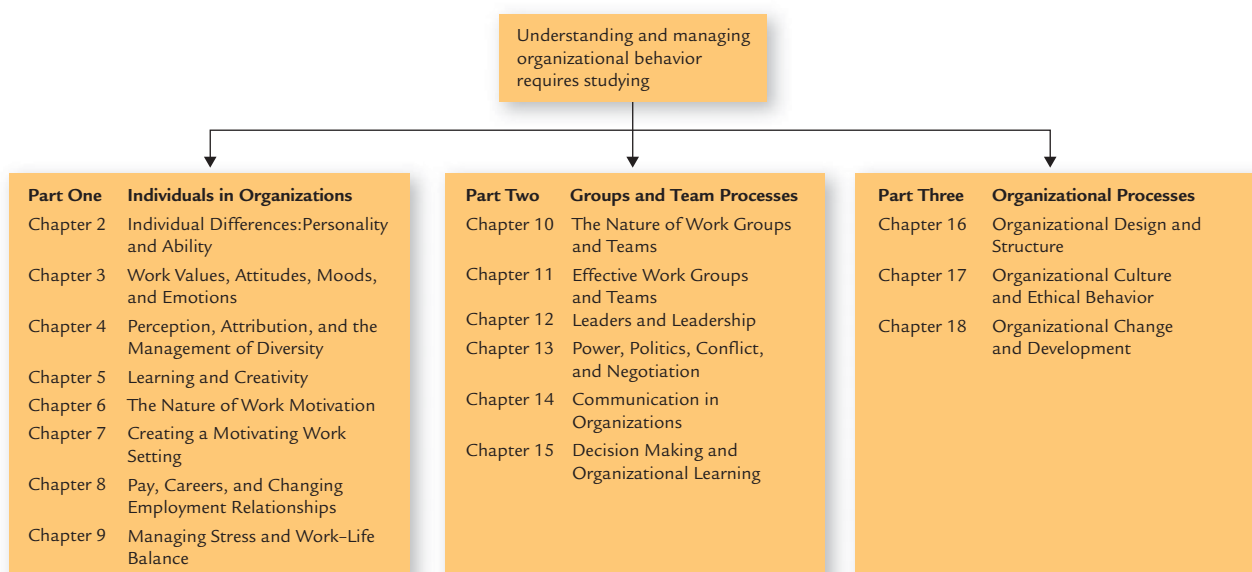 Understanding and managing
organizational behavior
requires studying
Part One Individuals in Organizations
Chapter 2 Individual Differences:Personality
and Ability
Chapter 3 Work Values, Attitudes, Moods,
and Emotions
Chapter 4 Perception, Attribution, and the
Management of Diversity
Chapter 5 Learning and Creativity
Chapter 6 The Nature of Work Motivation
Chapter 7 Creating a Motivating Work
Setting
Chapter 8 Pay, Careers, and Changing
Employment Relationships
Chapter 9 Managing Stress and Work–Life
Balance
Part Two Groups and Team Processes
Chapter 10 The Nature of Work Groups
and Teams
Chapter 11 Effective Work Groups
and Teams
Chapter 12 Leaders and Leadership
Chapter 13 Power, Politics, Conflict,
and Negotiation
Chapter 14 Communication in
Organizations
Chapter 15 Decision Making and
Organizational Learning
Part Three Organizational Processes
Chapter 16 Organizational Design and
Structure
Chapter 17 Organizational Culture
and Ethical Behavior
Chapter 18 Organizational Change
and Development